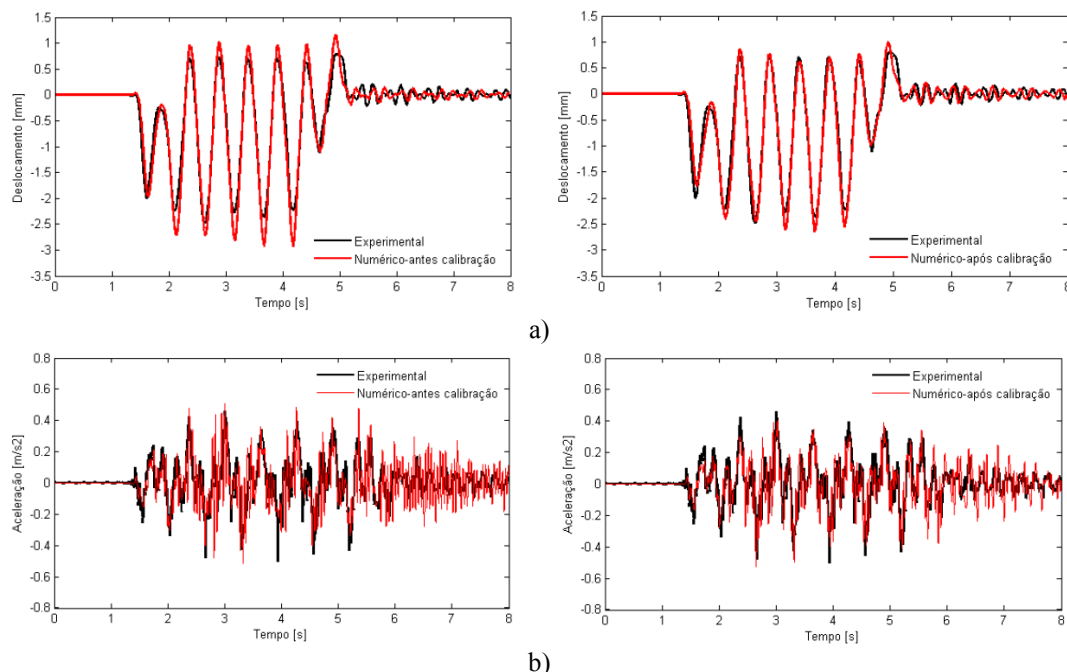 1.5
1
0.5
0
-0.5
-1
-1.5
-2
-2.5
-3
-3.5
Deslocamento [mm]
Experimental
Numérico-antes calibração
0 1 2 3 4 5 6 7 8
Tempo [s]
1.5
1
0.5
0
-0.5
-1
-1.5
-2
-2.5
-3
-3.5
Deslocamento [mm]
Experimental
Numérico-após calibração
0 1 2 3 4 5 6 7 8
Tempo [s]
a)
0.8
0.6
0.4
0.2
0
-0.2
-0.4
-0.6
-0.8
Aceleração [m/s2]
Experimental
Numérico-antes calibração
0 1 2 3 4 5 6 7 8
Tempo [s]
0.8
0.6
0.4
0.2
0
-0.2
-0.4
-0.6
-0.8
Aceleração [m/s2]
Experimental
Numérico-após calibração
0 1 2 3 4 5 6 7 8
Tempo [s]
b)